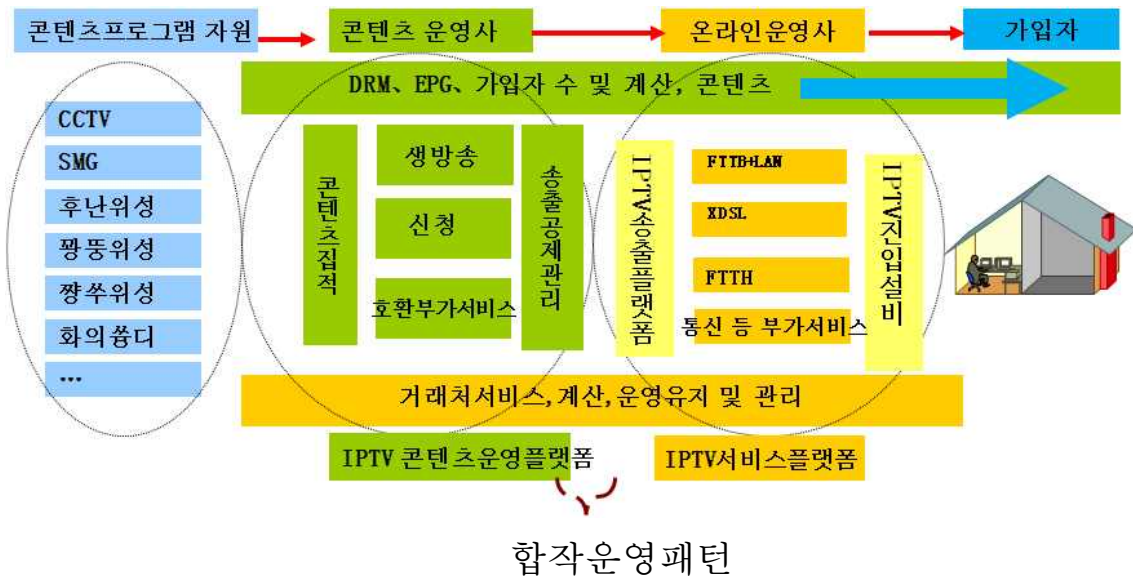 콘텐츠프로그램 자원
콘텐츠 운영사
온라인운영사
가입자
DRM、EPG、가입자 수 및 계산, 콘텐츠
CCTV
SMG
후난위성
꽝뚱위성
쨩쑤위성
화의쓩디
...
콘텐츠집적
생방송
신청
호환부가서비스
송출공제관리
IPTV송출플랫폼
FTTB+LAN
XDSL
FTTH
통신 등 부가서비스
IPTV진입설비
거래처서비스,계산,운영유지 및 관리
IPTV 콘텐츠운영플랫폼
IPTV서비스플랫폼
합작운영패턴